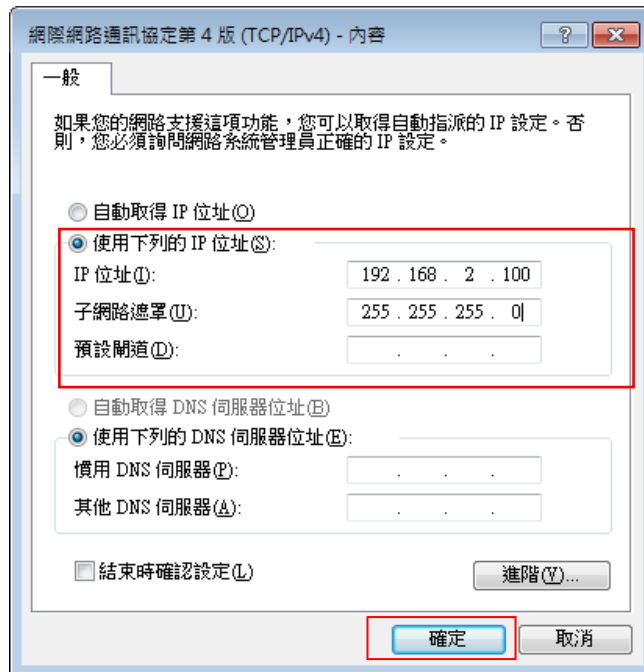 網際網路通訊協定第 4 版 (TCP/IPv4) - 內容
一般
如果您的網路支援這項功能，您可以取得自動指派的 IP 設定。否
則，您必須詢問網路系統管理員正確的 IP 設定。
自動取得 IP 位址(O)
使用下列的 IP 位址(S):
IP 位址(I): 192 . 168 . 2 . 100
子網路遮罩(U): 255 . 255 . 255 . 0
預設閘道(D): . . .
自動取得 DNS 伺服器位址(B)
使用下列的 DNS 伺服器位址(E):
慣用 DNS 伺服器(P): . . .
其他 DNS 伺服器(A): . . .
結束時確認設定(L)
進階(V)...
確定 取消